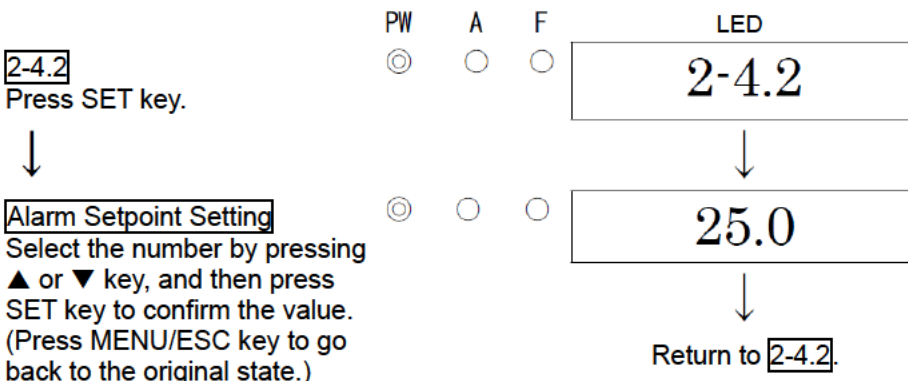 PW A F LED
2-4.2 ◎ ○ ○ 2-4.2
Press SET key.
↓ ↓
Alarm Setpoint Setting ◎ ○ ○ 25.0
Select the number by pressing
▲ or ▼ key, and then press
SET key to confirm the value. ↓
(Press MENU/ESC key to go
back to the original state.) Return to 2-4.2.